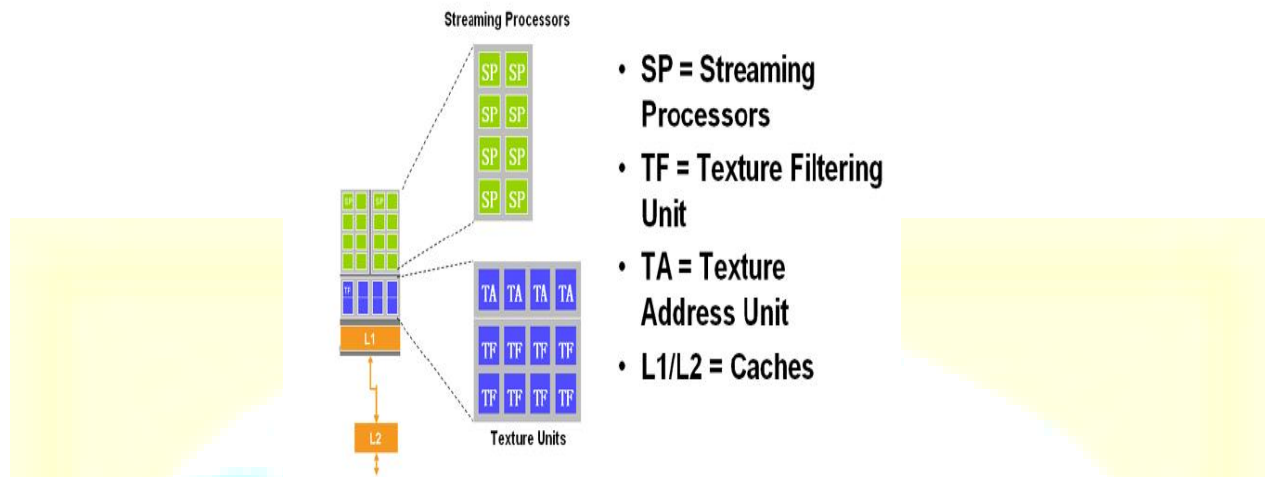 Streaming Processors
SP SP
SP SP
SP SP
SP SP
SP SP
TF
L1
L2
TA TA TA TA
TF TF TF TF
TF TF TF TF
Texture Units
• SP = Streaming
Processors
• TF = Texture Filtering
Unit
• TA = Texture
Address Unit
• L1/L2 = Caches